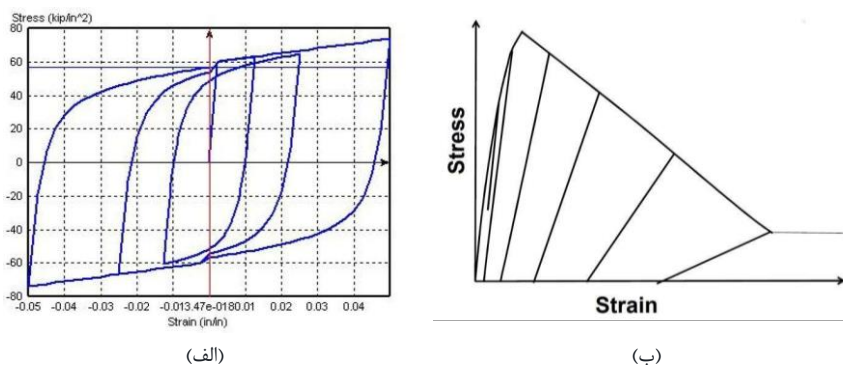 Stress (kip/in^2)
80
60
40
20
0
-20
-40
-60
-80
-0.05 -0.04 -0.03 -0.02 -0.013.47e-0180.01 0.02 0.03 0.04
Strain (in/in)
(الف)
Stress
Strain
(ب)